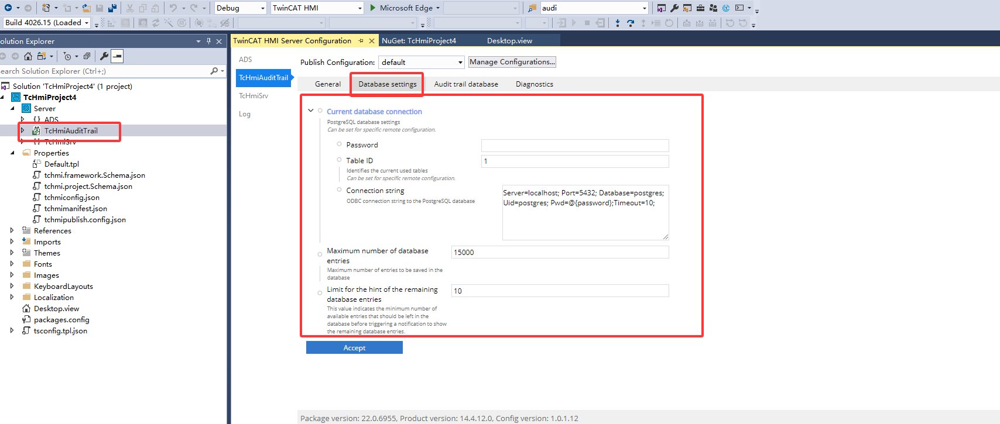 Debug
TwinCAT HMI
Microsoft Edge
audi
Build 4026.15 (Loaded
olution Explorer
earch Solution Explorer (Ctrl+;)
Solution 'TcHmiProject4' (1 project)
TcHmiProject4
Server
ADS
TcHmiAuditTrail
TcHmiSrv
Properties
Default.tpl
tchmi.framework.Schema.json
tchmi.project.Schema.json
tchmiconfig.json
tchmimanifest.json
tchmipublish.config.json
References
Imports
Themes
Fonts
Images
KeyboardLayouts
Localization
Desktop.view
packages.config
tsconfig.tpl.json
TwinCAT HMI Server Configuration
NuGet: TcHmiProject4
Desktop.view
ADS
TcHmiAuditTrail
TcHmiSrv
Log
Publish Configuration:
default
Manage Configurations...
General
Database settings
Audit trail database
Diagnostics
Current database connection
PostgreSQL database settings
Can be set for specific remote configuration.
Password
Table ID
1
Identifies the current used tables
Can be set for specific remote configuration.
Connection string
ODBC connection string to the PostgreSQL database
Server=localhost; Port=5432; Database=postgres;
Uid=postgres; Pwd=@{password};Timeout=10;
Maximum number of database
entries
15000
Maximum number of entries to be saved in the
database
Limit for the hint of the remaining
database entries
10
This value indicates the minimum number of
available entries that should be left in the
database before triggering a notification to show
the remaining database entries.
Accept
Package version: 22.0.6955, Product version: 14.4.12.0, Config version: 1.0.1.12